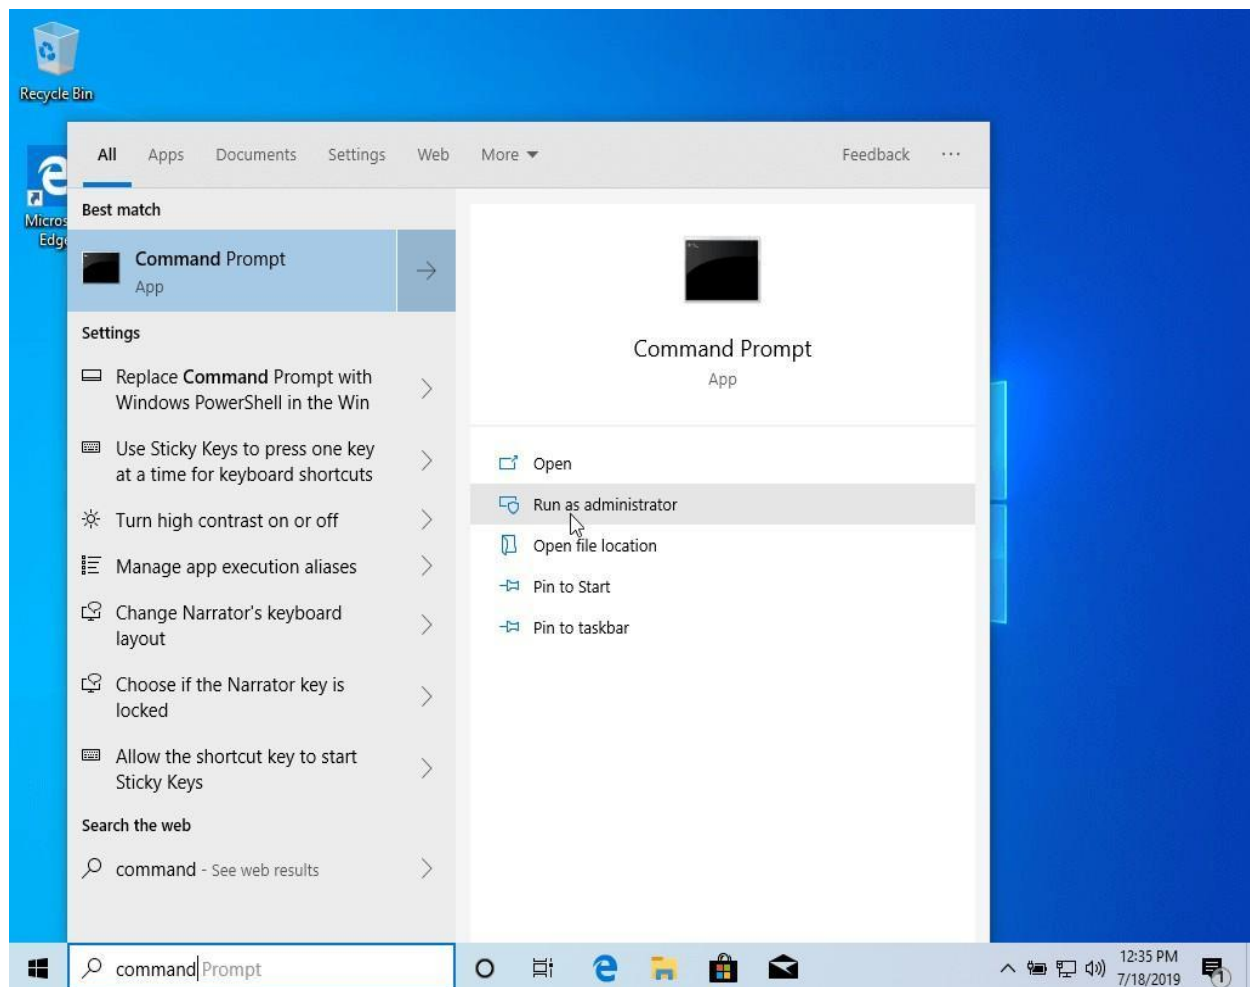 Recycle Bin
Micros
Edge
All Apps Documents Settings Web More Feedback ...
Best match
Command Prompt
App
Settings
Replace Command Prompt with
Windows PowerShell in the Win
Use Sticky Keys to press one key
at a time for keyboard shortcuts
Turn high contrast on or off
Manage app execution aliases
Change Narrator's keyboard
layout
Choose if the Narrator key is
locked
Allow the shortcut key to start
Sticky Keys
Search the web
command - See web results
Command Prompt
App
Open
Run as administrator
Open file location
Pin to Start
Pin to taskbar
command Prompt
12:35 PM
7/18/2019
1